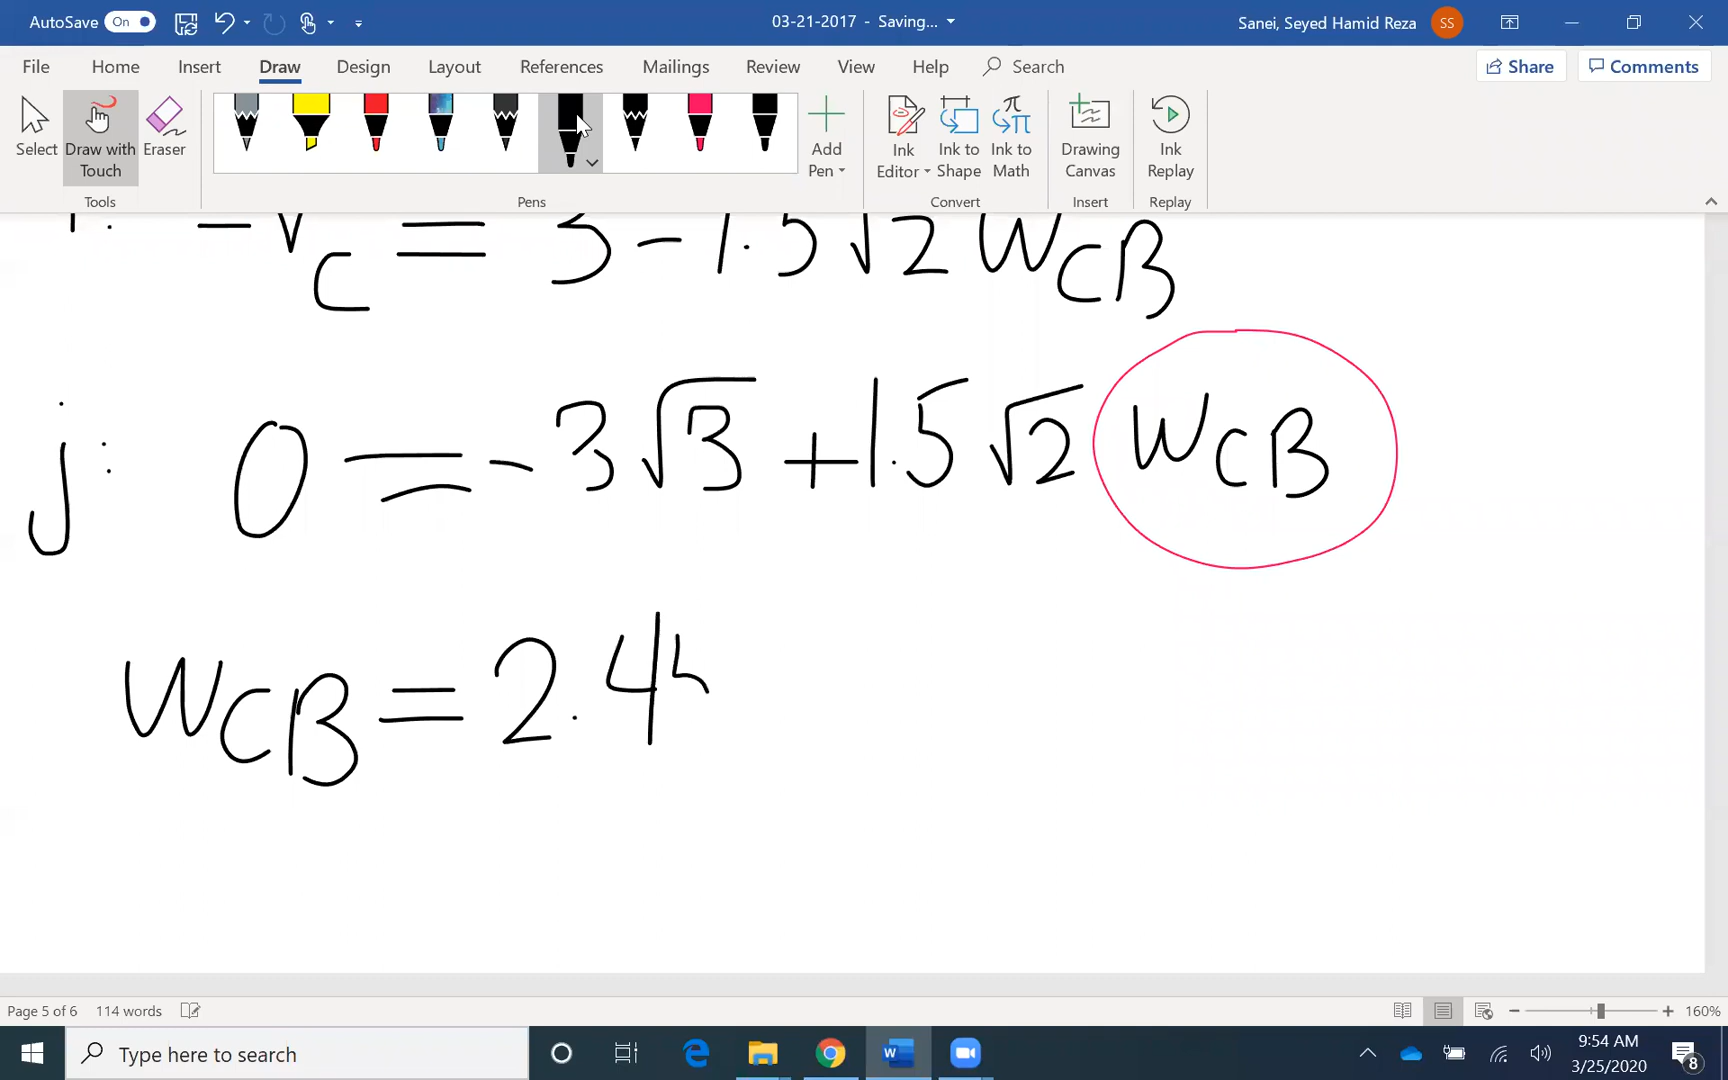 AutoSave On 03-21-2017 - Saving... Sanei, Seyed Hamid Reza SS
File Home Insert Draw Design Layout References Mailings Review View Help Search Share Comments
Select Draw with Touch Eraser Add Pen Ink Editor Ink to Shape Ink to Math Drawing Canvas Ink Replay
Tools Pens Convert Insert Replay
- V_C = 3 - 1.5 √2 W_CB
j: 0 = - 3 √3 + 1.5 √2 W_CB
W_CB = 2.4
Page 5 of 6 114 words 160%
Type here to search 9:54 AM
3/25/2020 8